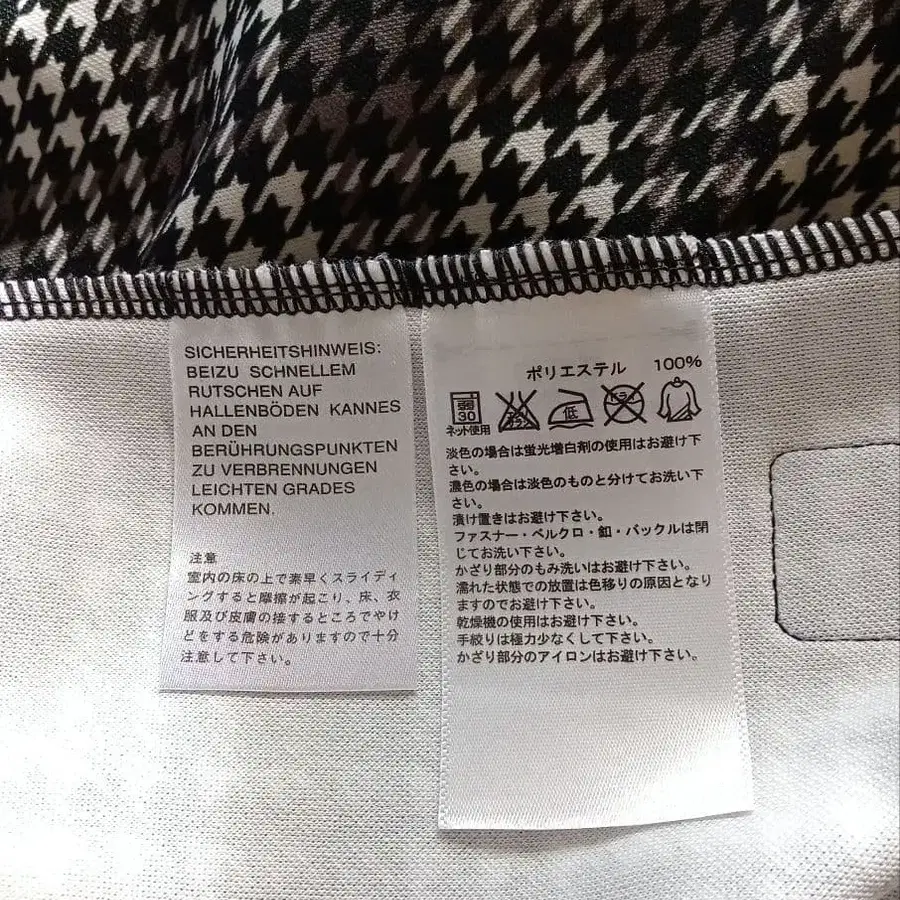 SICHERHEITSHINWEIS:
BEIZU SCHNELLEM
RUTSCHEN AUF
HALLENBÖDEN KANNES
AN DEN
BERÜHRUNGSPUNKTEN
ZU VERBRENNUNGEN
LEICHTEN GRADES
KOMMEN.
注意
室内の床の上で素早くスライディ
ングすると摩擦が起こり、床、衣
服及び皮膚の接するところでやけ
どをする危険がありますので十分
注意して下さい。
ポリエステル 100%
弱
30
ネット使用
低
淡色の場合は蛍光増白剤の使用はお避け下
さい。
濃色の場合は淡色のものと分けてお洗い下
さい。
漬け置きはお避け下さい。
ファスナー・ベルクロ・釦・バックルは閉
じてお洗い下さい。
かざり部分のもみ洗いはお避け下さい。
濡れた状態での放置は色移りの原因となり
ますのでお避け下さい。
乾燥機の使用はお避け下さい。
手絞りは極力少なくして下さい。
かざり部分のアイロンはお避け下さい。